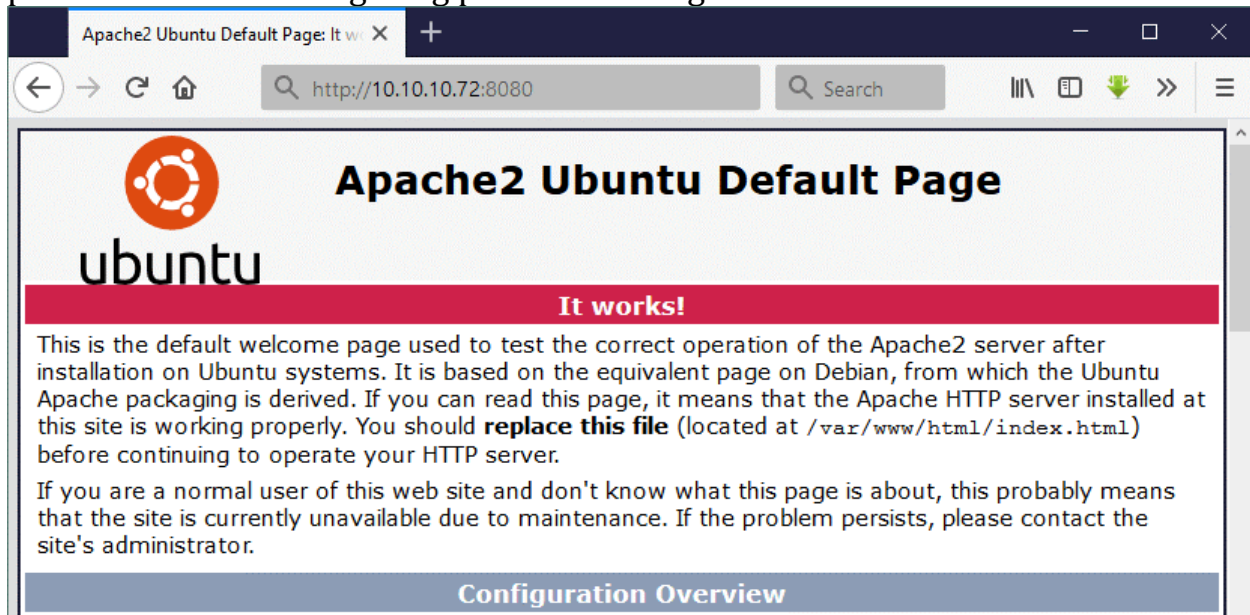 Apache2 Ubuntu Default Page: It w
http://10.10.10.72:8080
Search
Apache2 Ubuntu Default Page
ubuntu
It works!
This is the default welcome page used to test the correct operation of the Apache2 server after
installation on Ubuntu systems. It is based on the equivalent page on Debian, from which the Ubuntu
Apache packaging is derived. If you can read this page, it means that the Apache HTTP server installed at
this site is working properly. You should replace this file (located at /var/www/html/index.html)
before continuing to operate your HTTP server.
If you are a normal user of this web site and don't know what this page is about, this probably means
that the site is currently unavailable due to maintenance. If the problem persists, please contact the
site's administrator.
Configuration Overview